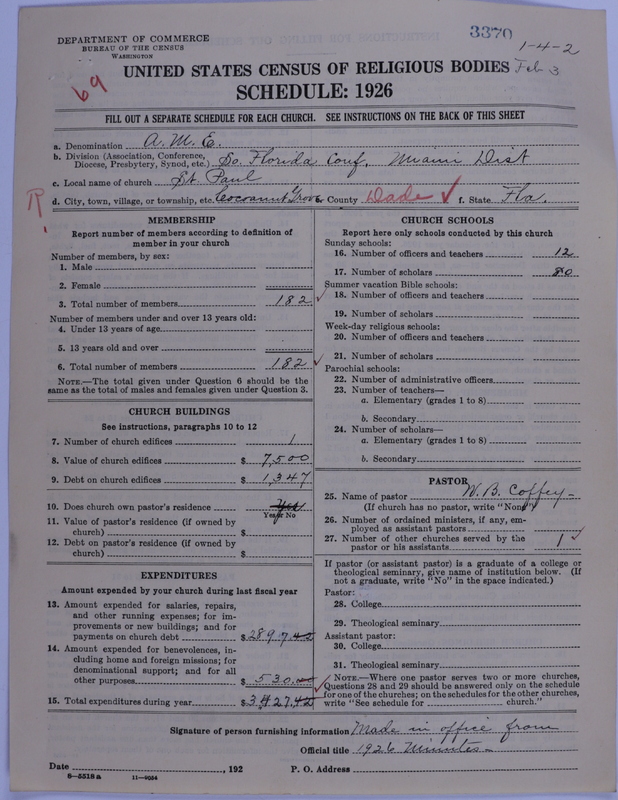 DEPARTMENT OF COMMERCE
BUREAU OF THE CENSUS
WASHINGTON
3370
1-4-2
Feb 3
69
UNITED STATES CENSUS OF RELIGIOUS BODIES
SCHEDULE: 1926
FILL OUT A SEPARATE SCHEDULE FOR EACH CHURCH. SEE INSTRUCTIONS ON THE BACK OF THIS SHEET
a. Denomination A. M. E.
b. Division (Association, Conference, Diocese, Presbytery, Synod, etc.) So. Florida Conf. Miami Dist
c. Local name of church St. Paul
R
d. City, town, village, or township, etc. Cocoanut Grove e. County Dade ✓ f. State Fla.
MEMBERSHIP
Report number of members according to definition of
member in your church
Number of members, by sex:
1. Male
2. Female
3. Total number of members 182 ✓
Number of members under and over 13 years old:
4. Under 13 years of age
5. 13 years old and over
6. Total number of members 182 ✓
NOTE.—The total given under Question 6 should be the
same as the total of males and females given under Question 3.
CHURCH BUILDINGS
See instructions, paragraphs 10 to 12
7. Number of church edifices 1
8. Value of church edifices $ 7,500
9. Debt on church edifices $ 1,347
10. Does church own pastor's residence Yes
Yes or No
11. Value of pastor's residence (if owned by
church) $
12. Debt on pastor's residence (if owned by
church) $
EXPENDITURES
Amount expended by your church during last fiscal year
13. Amount expended for salaries, repairs,
and other running expenses; for im-
provements or new buildings; and for
payments on church debt $ 2897.42
14. Amount expended for benevolences, in-
cluding home and foreign missions; for
denominational support; and for all
other purposes $ 530.00
15. Total expenditures during year $ 3,427.42 ✓
CHURCH SCHOOLS
Report here only schools conducted by this church
Sunday schools:
16. Number of officers and teachers 12
17. Number of scholars 80
Summer vacation Bible schools:
18. Number of officers and teachers
19. Number of scholars
Week-day religious schools:
20. Number of officers and teachers
21. Number of scholars
Parochial schools:
22. Number of administrative officers
23. Number of teachers—
a. Elementary (grades 1 to 8)
b. Secondary
24. Number of scholars—
a. Elementary (grades 1 to 8)
b. Secondary
PASTOR
25. Name of pastor W. B. Coffey
(If church has no pastor, write "None")
26. Number of ordained ministers, if any, em-
ployed as assistant pastors
27. Number of other churches served by the
pastor or his assistants 1 ✓
If pastor (or assistant pastor) is a graduate of a college or
theological seminary, give name of institution below. (If
not a graduate, write "No" in the space indicated.)
Pastor:
28. College
29. Theological seminary
Assistant pastor:
30. College
31. Theological seminary
NOTE.—Where one pastor serves two or more churches,
Questions 28 and 29 should be answered only on the schedule
for one of the churches; on the schedules for the other churches,
write "See schedule for church."
Signature of person furnishing information Made in office from
Official title 1926 Minutes
Date , 192 P. O. Address
8—5519 a 11—9034